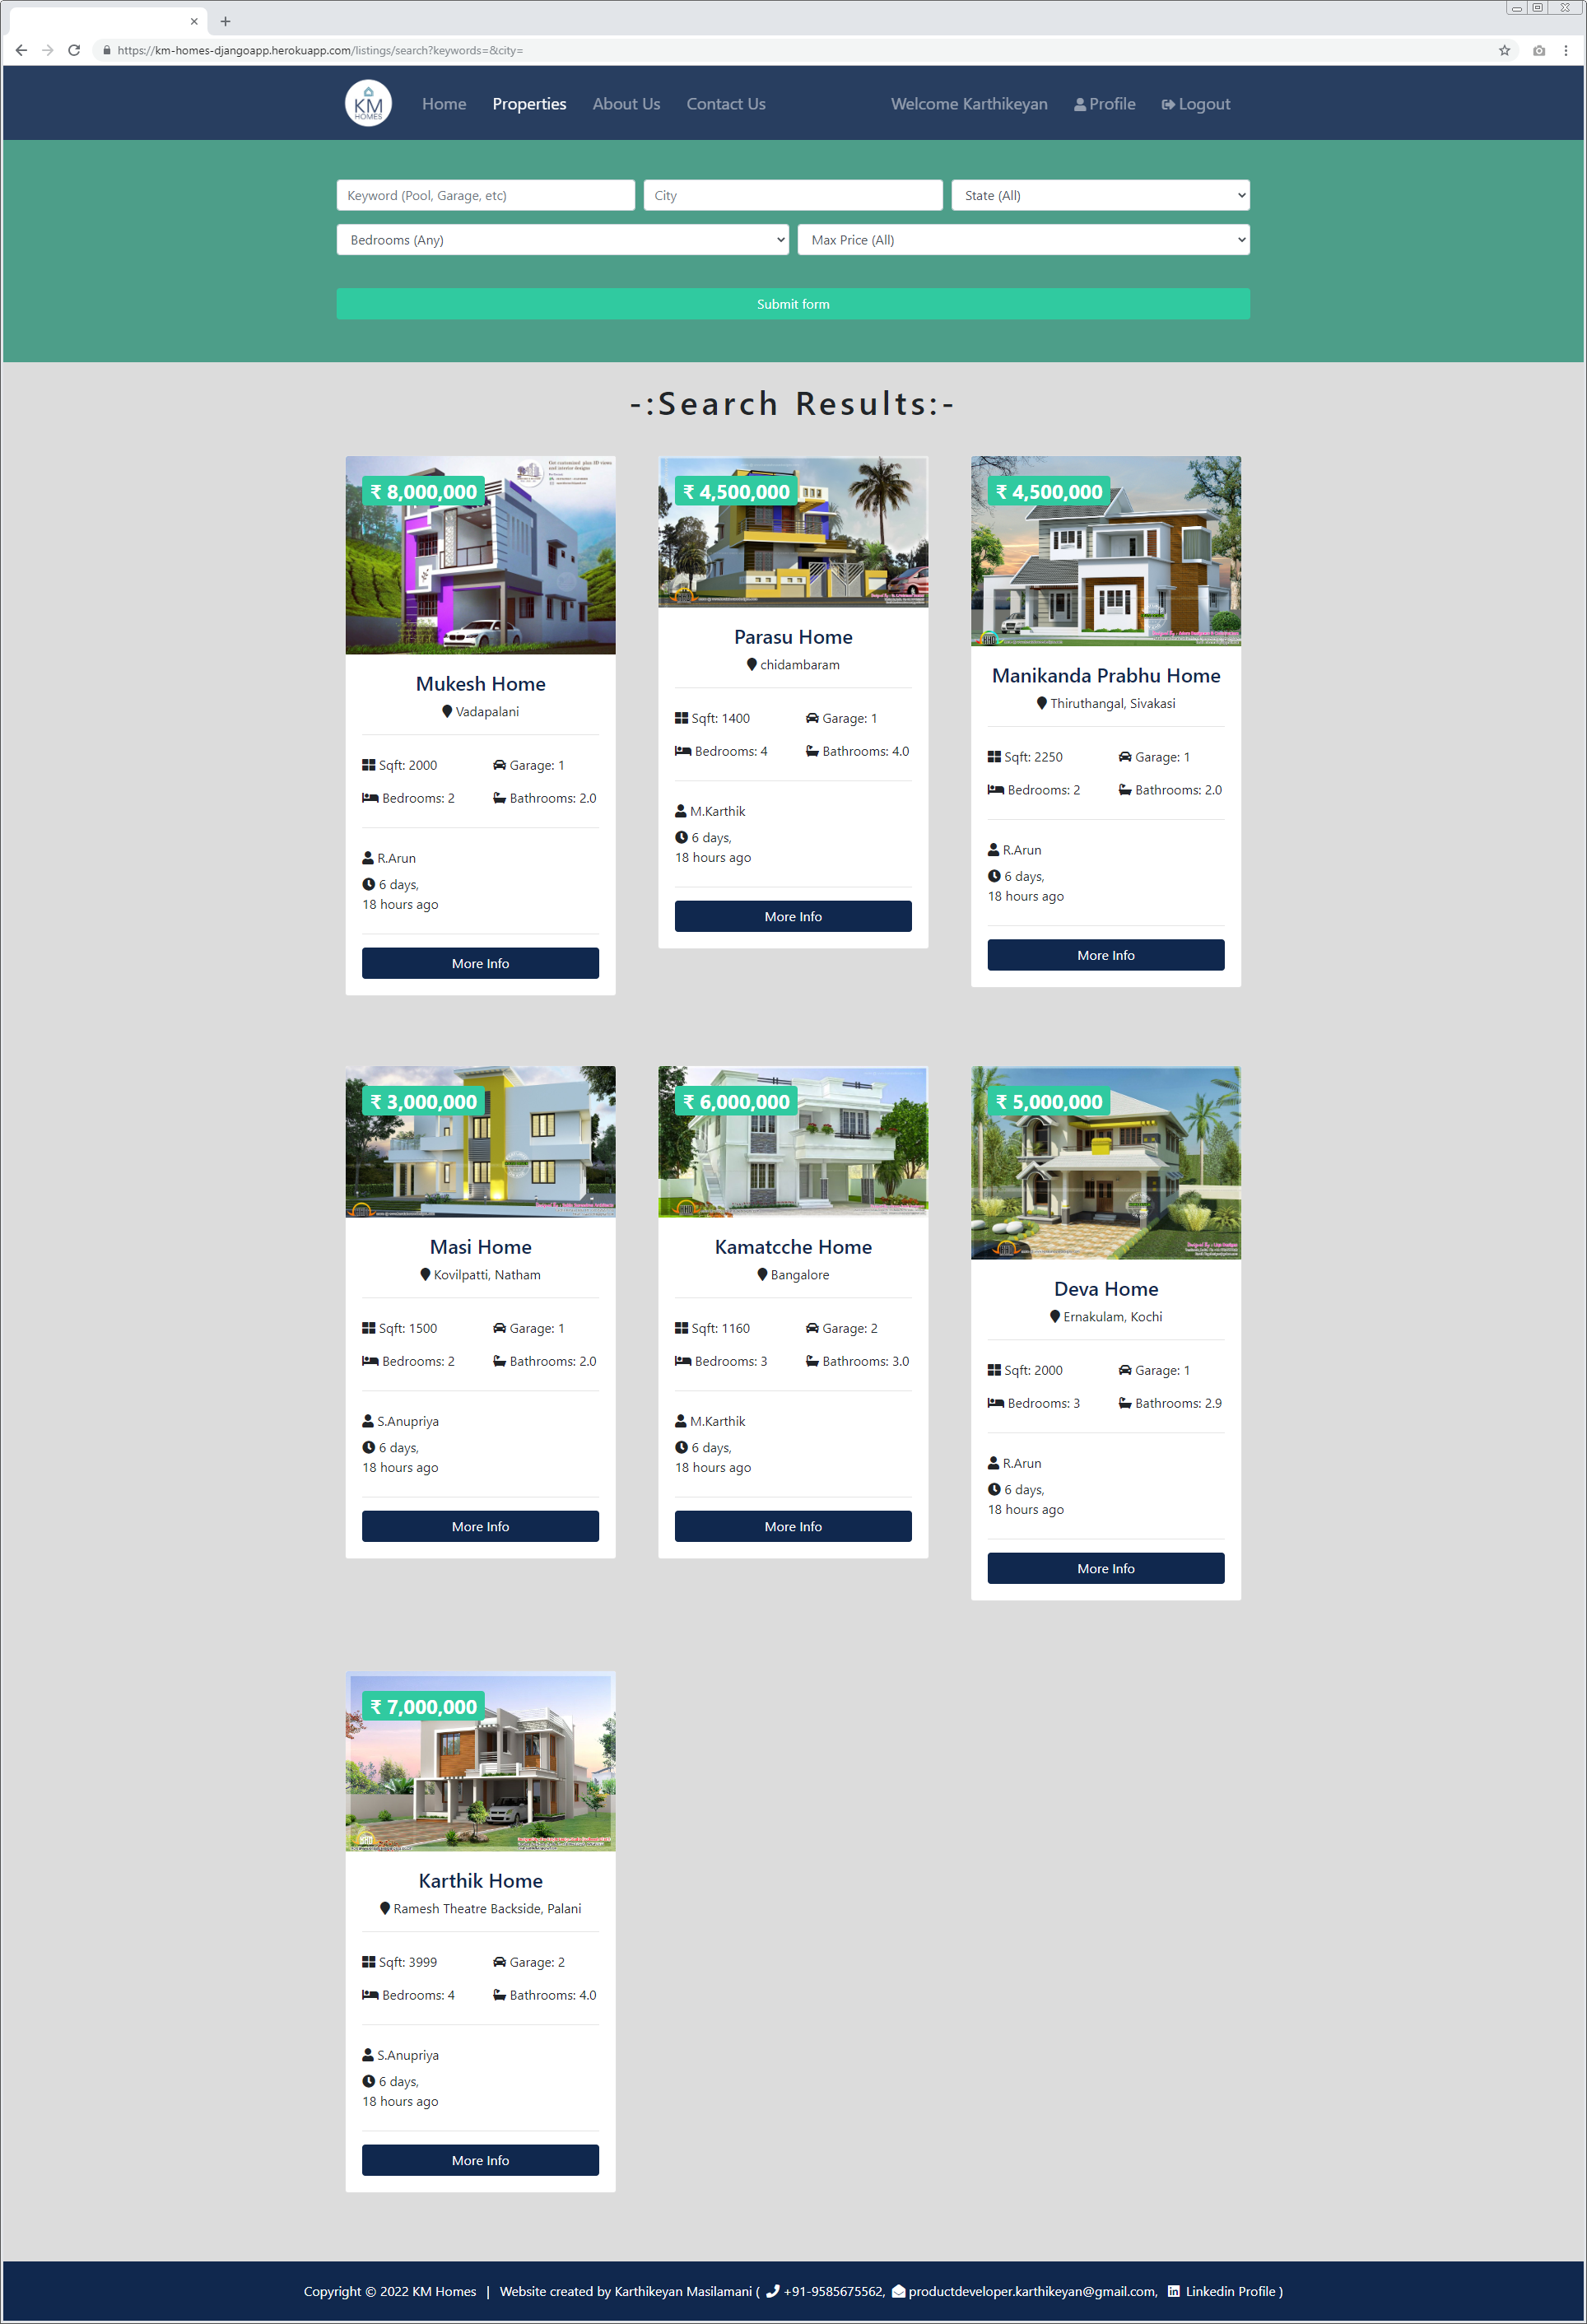 https://km-homes-djangoapp.herokuapp.com/listings/search?keywords=&city=
KM
HOMES
Home Properties About Us Contact Us Welcome Karthikeyan Profile Logout
Keyword (Pool, Garage, etc) City State (All)
Bedrooms (Any) Max Price (All)
Submit form
-:Search Results:-
₹ 8,000,000
Mukesh Home
Vadapalani
Sqft: 2000 Garage: 1
Bedrooms: 2 Bathrooms: 2.0
R.Arun
6 days,
18 hours ago
More Info
₹ 4,500,000
Parasu Home
chidambaram
Sqft: 1400 Garage: 1
Bedrooms: 4 Bathrooms: 4.0
M.Karthik
6 days,
18 hours ago
More Info
₹ 4,500,000
Manikanda Prabhu Home
Thiruthangal, Sivakasi
Sqft: 2250 Garage: 1
Bedrooms: 2 Bathrooms: 2.0
R.Arun
6 days,
18 hours ago
More Info
₹ 3,000,000
Masi Home
Kovilpatti, Natham
Sqft: 1500 Garage: 1
Bedrooms: 2 Bathrooms: 2.0
S.Anupriya
6 days,
18 hours ago
More Info
₹ 6,000,000
Kamatcche Home
Bangalore
Sqft: 1160 Garage: 2
Bedrooms: 3 Bathrooms: 3.0
M.Karthik
6 days,
18 hours ago
More Info
₹ 5,000,000
Deva Home
Ernakulam, Kochi
Sqft: 2000 Garage: 1
Bedrooms: 3 Bathrooms: 2.9
R.Arun
6 days,
18 hours ago
More Info
₹ 7,000,000
Karthik Home
Ramesh Theatre Backside, Palani
Sqft: 3999 Garage: 2
Bedrooms: 4 Bathrooms: 4.0
S.Anupriya
6 days,
18 hours ago
More Info
Copyright © 2022 KM Homes | Website created by Karthikeyan Masilamani ( +91-9585675562, productdeveloper.karthikeyan@gmail.com, Linkedin Profile )